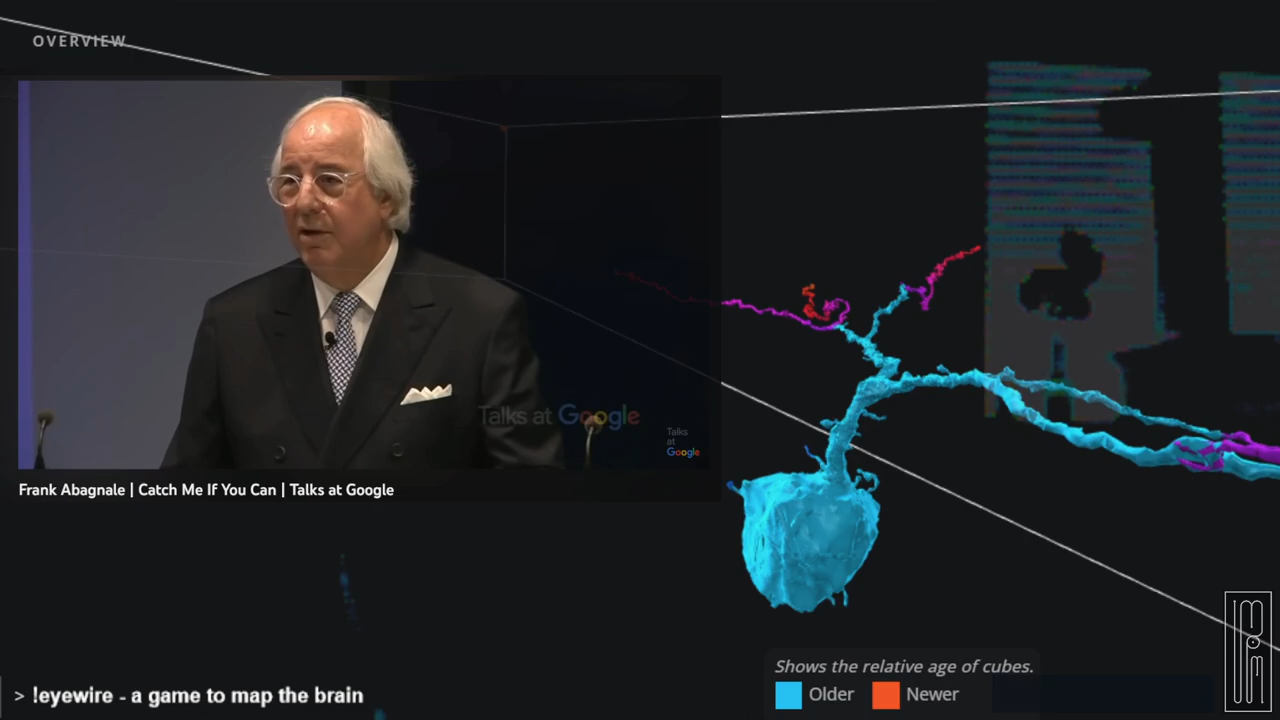 OVERVIEW
Talks at Google
Talks
at
Google
Frank Abagnale | Catch Me If You Can | Talks at Google
Shows the relative age of cubes.
Older
Newer
> !eyewire - a game to map the brain